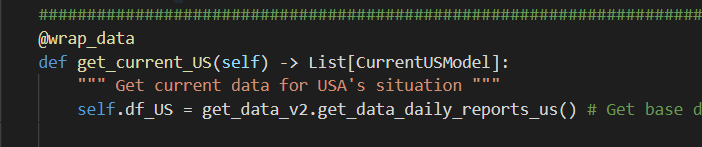 ########################################################################
@wrap_data
def get_current_US(self) -> List[CurrentUSModel]:
    """ Get current data for USA's situation """
    self.df_US = get_data_v2.get_data_daily_reports_us() # Get base d